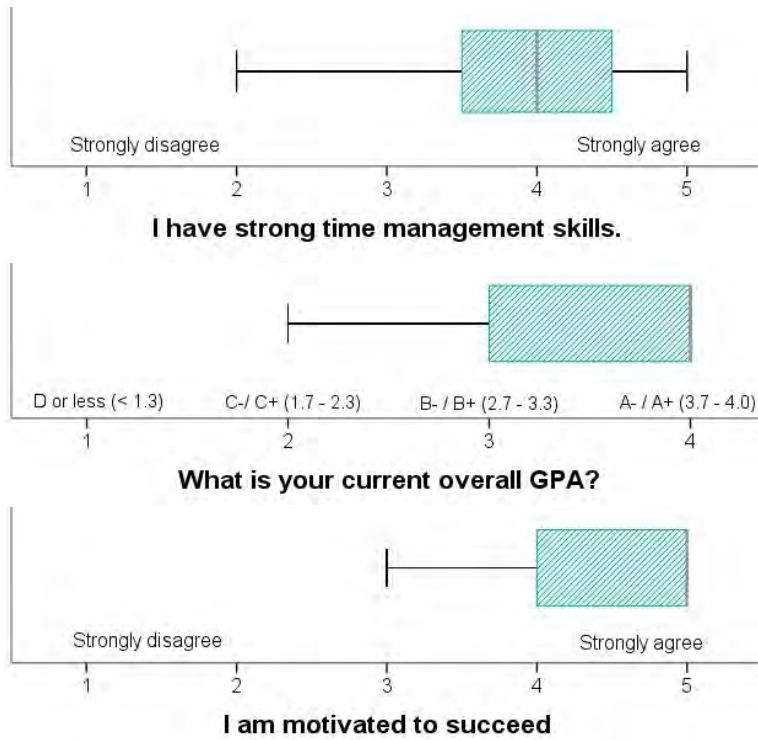 Strongly disagree Strongly agree
1 2 3 4 5
I have strong time management skills.
D or less (< 1.3) C-/ C+ (1.7 - 2.3) B- / B+ (2.7 - 3.3) A- / A+ (3.7 - 4.0)
1 2 3 4
What is your current overall GPA?
Strongly disagree Strongly agree
1 2 3 4 5
I am motivated to succeed